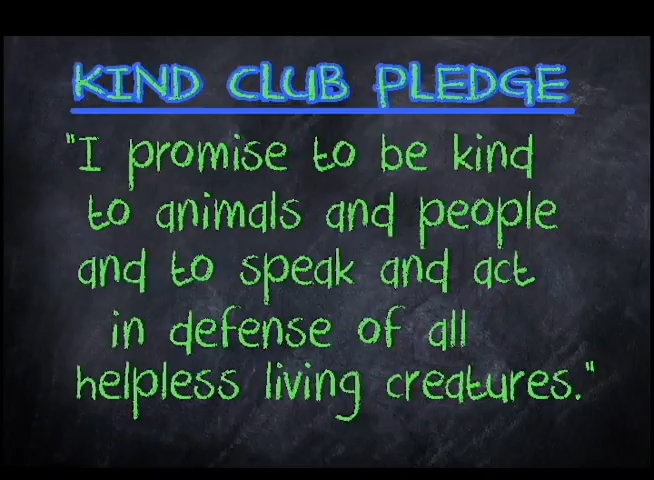 KIND CLUB PLEDGE
"I promise to be kind
to animals and people
and to speak and act
in defense of all
helpless living creatures."